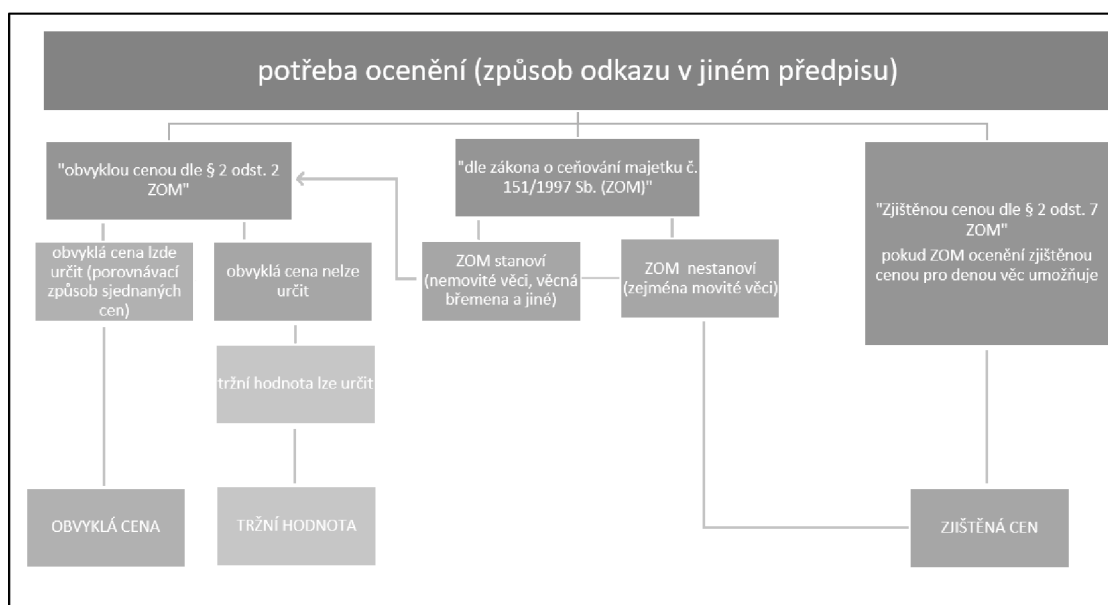 potřeba ocenění (způsob odkazu v jiném předpisu)
"obvyklou cenou dle § 2 odst. 2
ZOM"
"dle zákona o ceňování majetku č.
151/1997 Sb. (ZOM)"
"Zjištěnou cenou dle § 2 odst. 7
ZOM"
pokud ZOM ocenění zjištěnou
cenou pro denou věc umožňuje
obvyklá cena lzde
určit (porovnávací
způsob sjednaných
cen)
obvyklá cena nelze
určit
ZOM stanoví
(nemovité věci, věcná
břemena a jiné)
ZOM nestanoví
(zejména movité věci)
tržní hodnota lze určit
OBVYKLÁ CENA
TRŽNÍ HODNOTA
ZJIŠTĚNÁ CEN